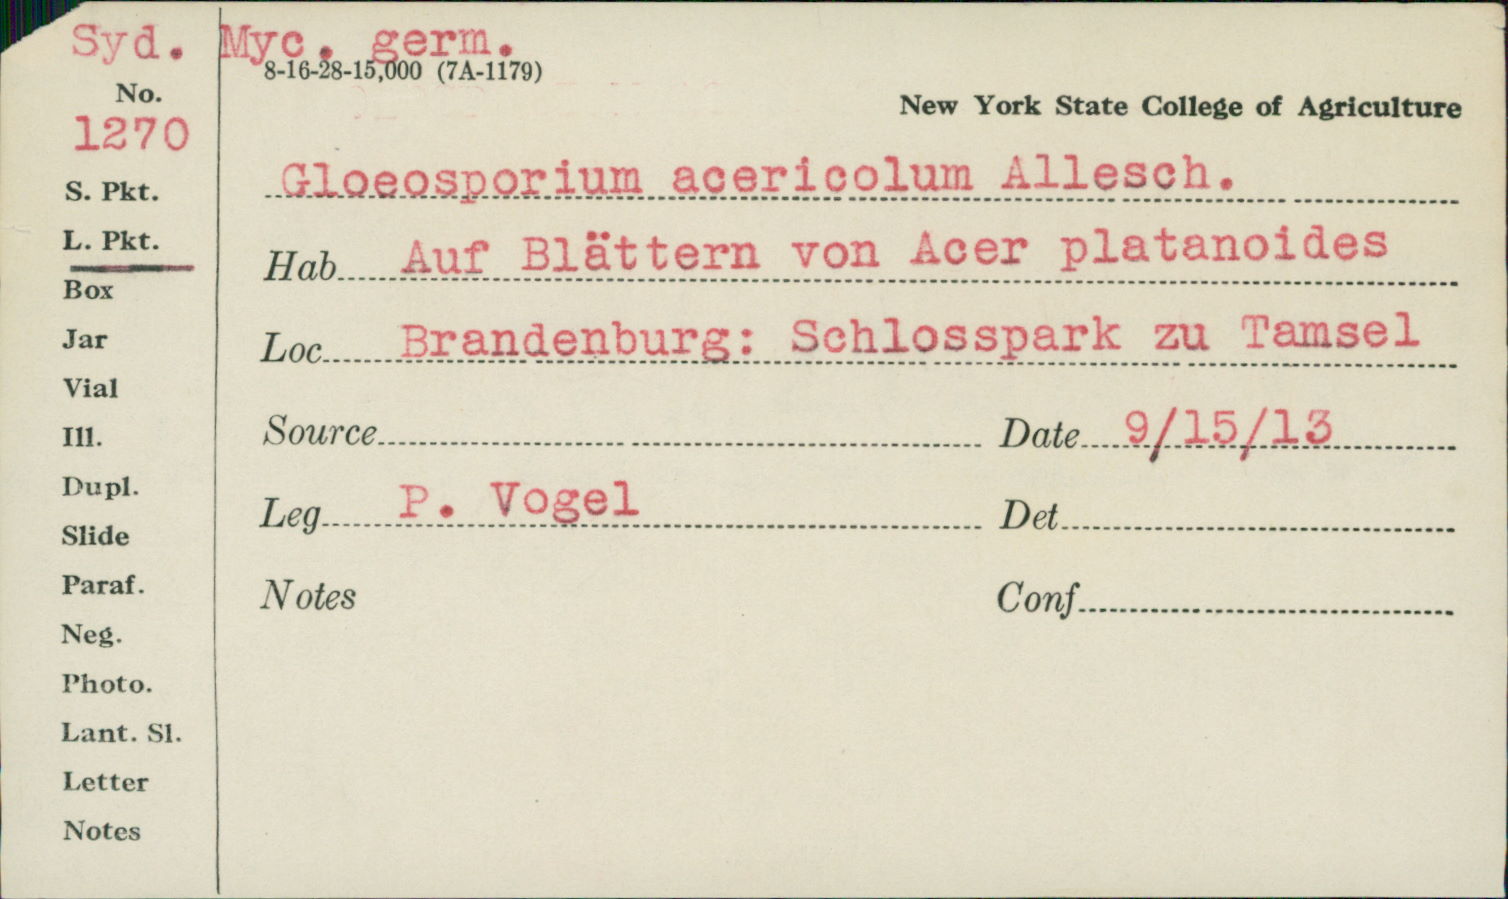 Syd. Myc. germ.
8-16-28-15,000 (7A-1179)
No.
1270
New York State College of Agriculture
Gloeosporium acericolum Allesch.
S. Pkt.
L. Pkt.
Hab. Auf Blättern von Acer platanoides
Box
Jar
Loc. Brandenburg: Schlosspark zu Tamsel
Vial
Ill.
Source
Date 9/15/13
Dupl.
Slide
Leg. P. Vogel
Det.
Paraf.
Notes
Conf.
Neg.
Photo.
Lant. Sl.
Letter
Notes